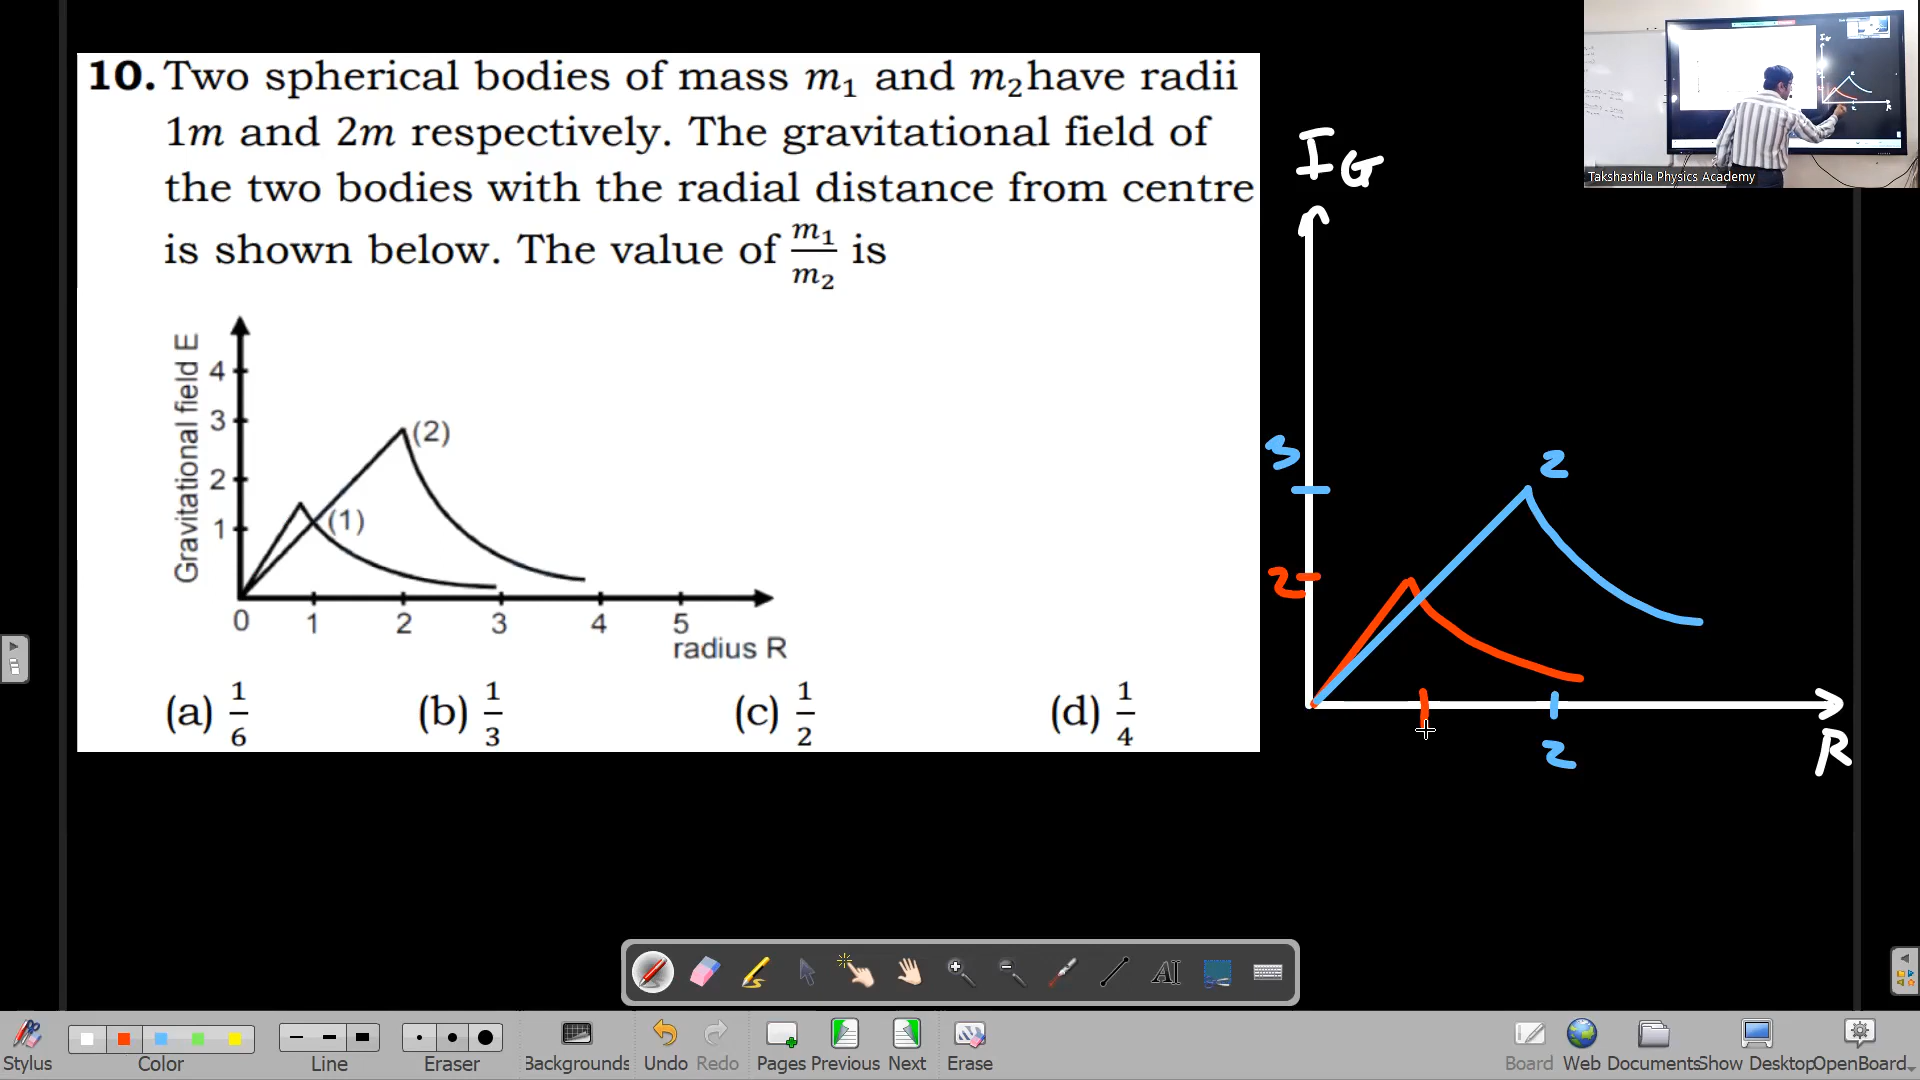 10. Two spherical bodies of mass m₁ and m₂have radii
1m and 2m respectively. The gravitational field of
the two bodies with the radial distance from centre
is shown below. The value of m₁/m₂ is
Gravitational field E
4
3
2
1
(2)
(1)
0 1 2 3 4 5
radius R
(a) 1/6 (b) 1/3 (c) 1/2 (d) 1/4
I_G
3
2
2
2
R
Takshashila Physics Academy
Stylus
Color
Line
Eraser
Backgrounds
Undo
Redo
Pages
Previous
Next
Erase
Board
Web
Documents
Show Desktop
OpenBoard
AI